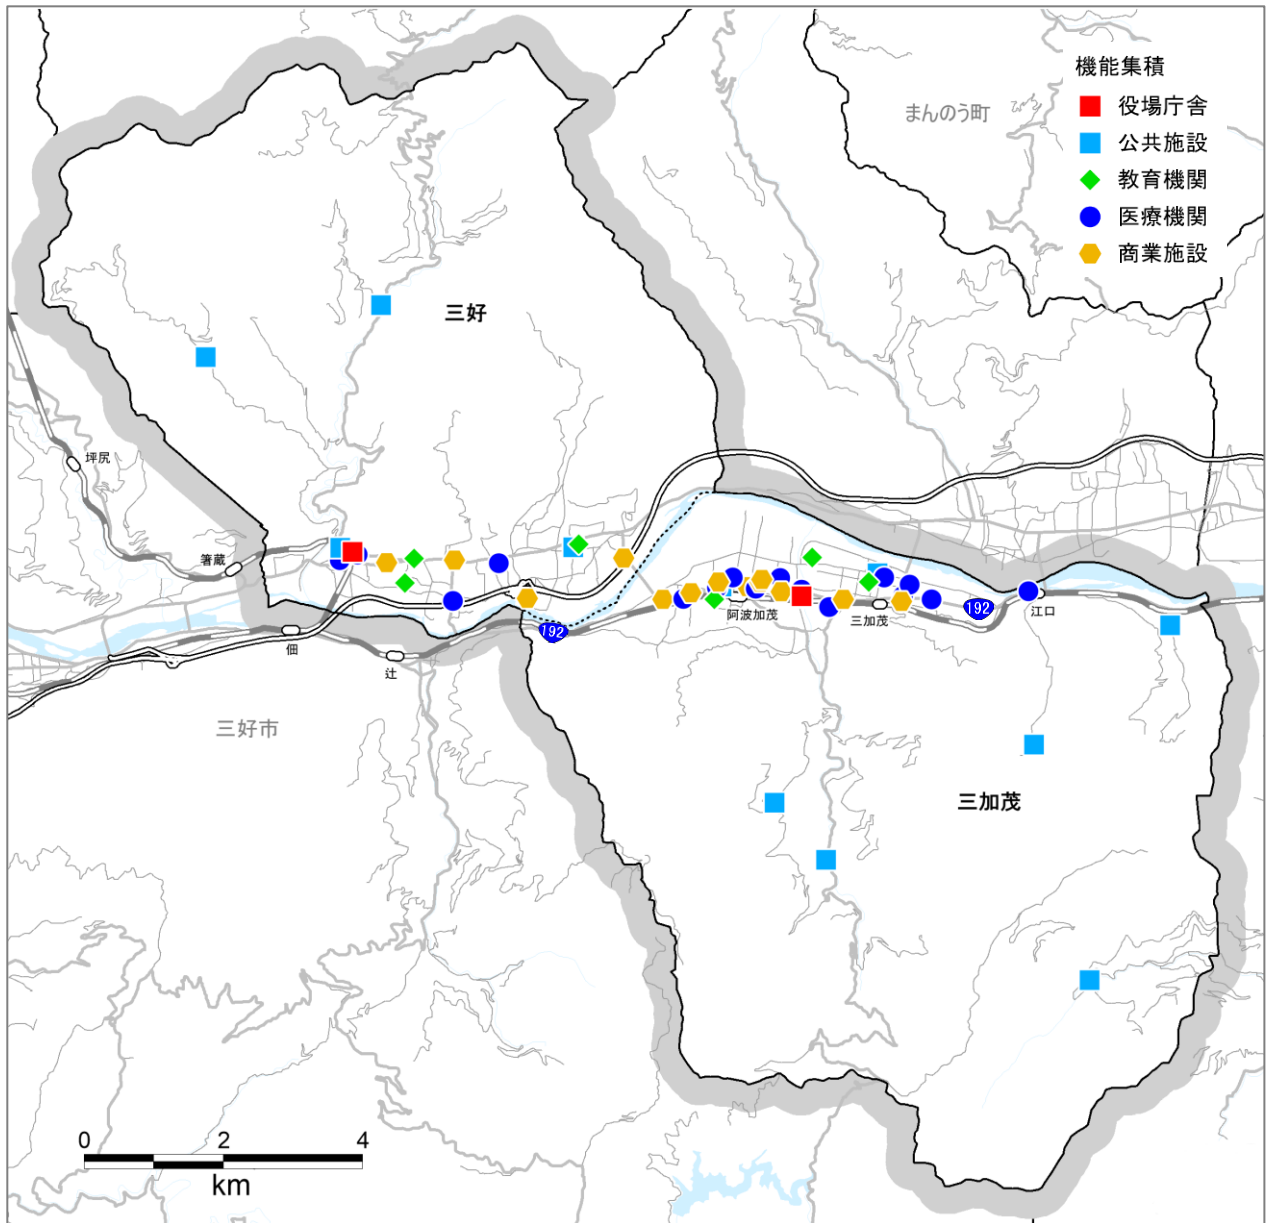 機能集積
役場庁舎
公共施設
教育機関
医療機関
商業施設
まんのう町
三好
坪尻
箸蔵
佃
辻
192
阿波加茂
三加茂
192
江口
三好市
三加茂
0 2 4
km